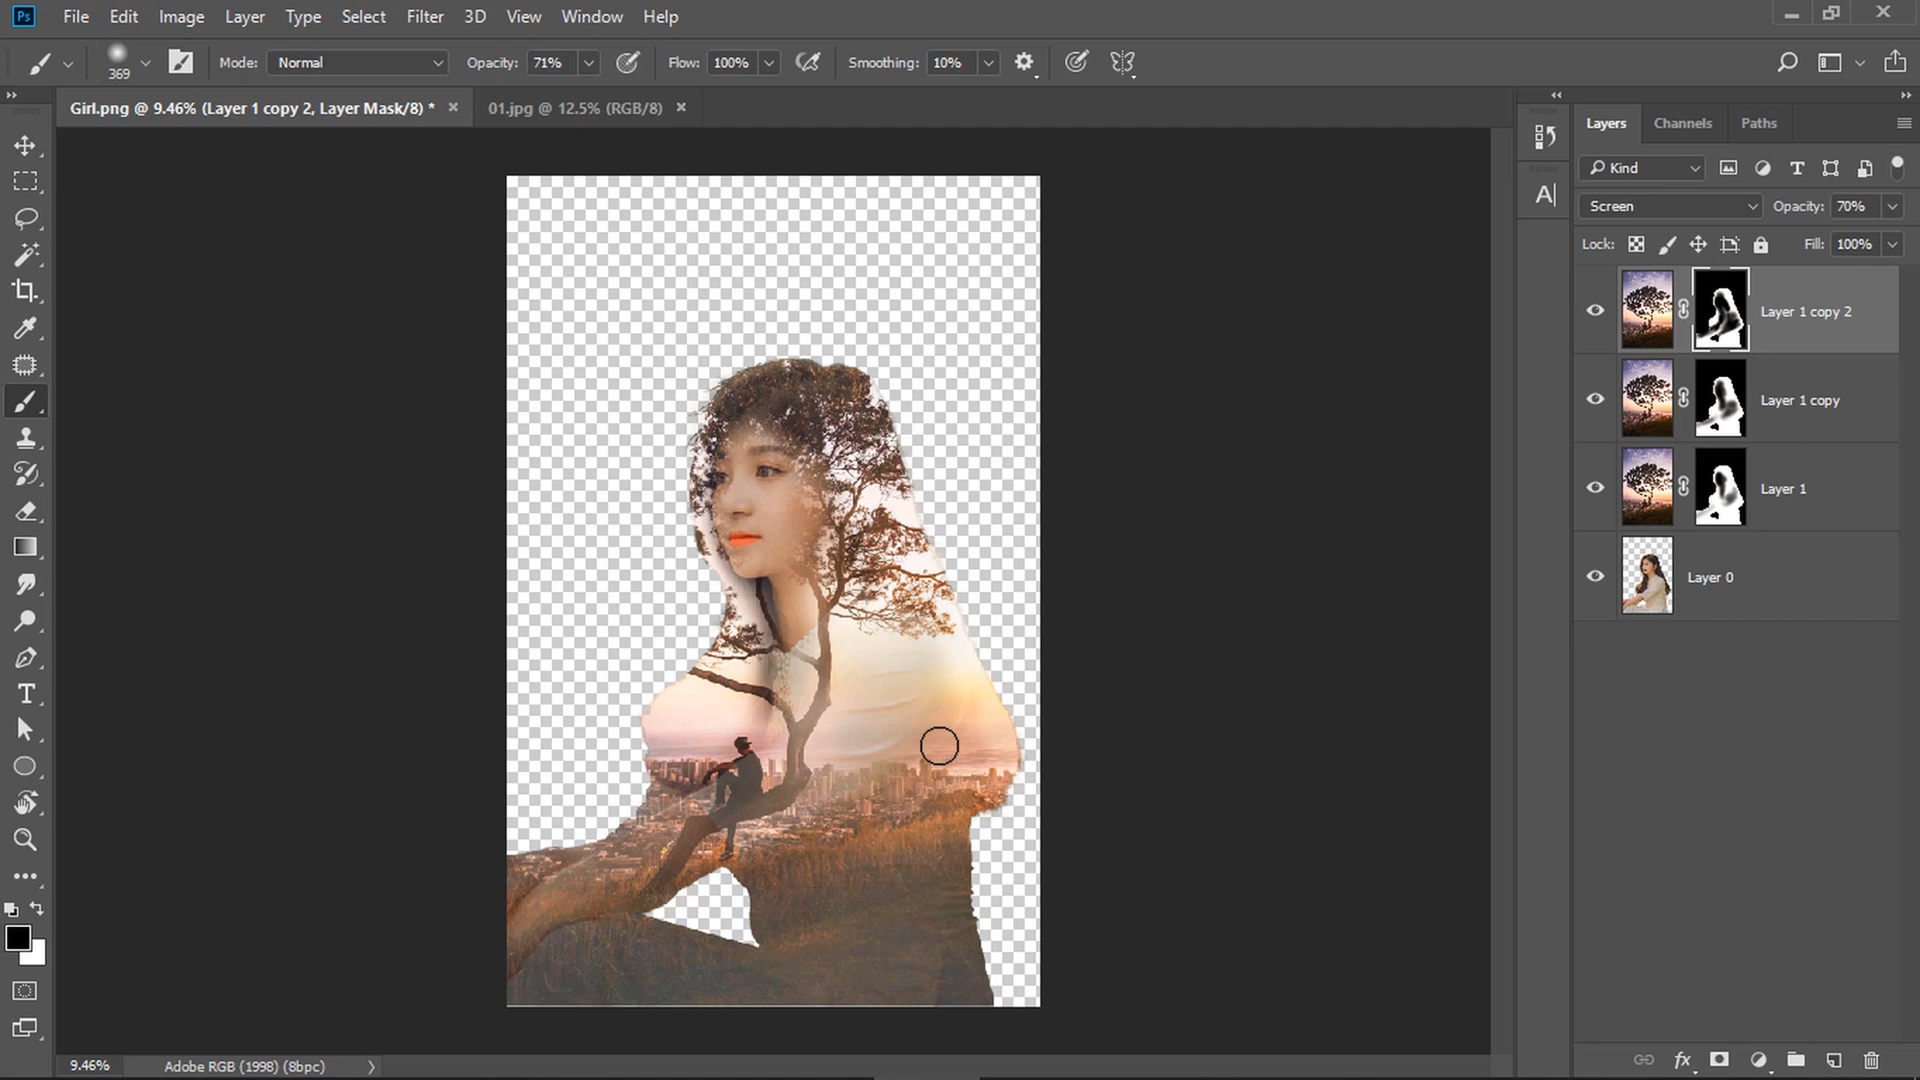 Ps File Edit Image Layer Type Select Filter 3D View Window Help
369 Mode: Normal Opacity: 71% Flow: 100% Smoothing: 10%
Girl.png @ 9.46% (Layer 1 copy 2, Layer Mask/8) * 01.jpg @ 12.5% (RGB/8)
Layers Channels Paths
Kind
Screen Opacity: 70%
Lock: Fill: 100%
Layer 1 copy 2
Layer 1 copy
Layer 1
Layer 0
9.46% Adobe RGB (1998) (8bpc)